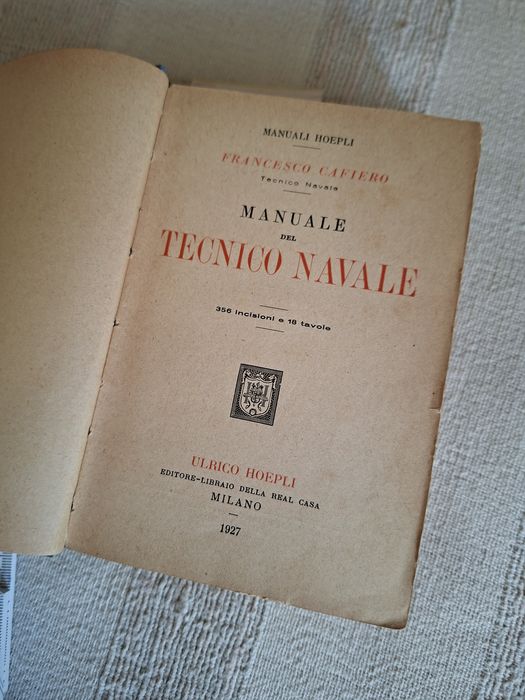 MANUALI HOEPLI
FRANCESCO CAFIERO
Tecnico Navale
MANUALE
DEL
TECNICO NAVALE
356 incisioni e 18 tavole
ULRICO HOEPLI
EDITORE-LIBRAIO DELLA REAL CASA
MILANO
1927